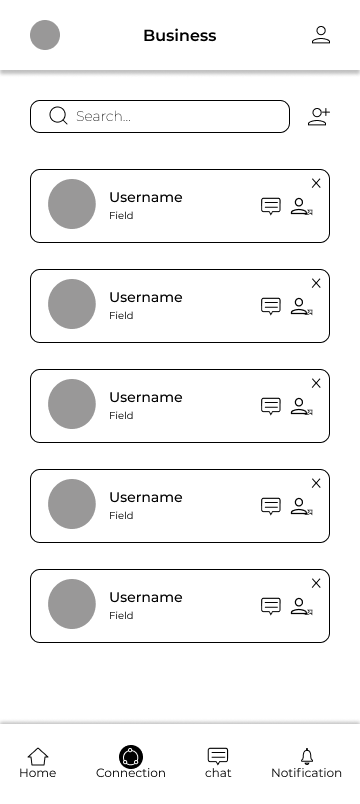 Business
Search...
X
Username
Field
X
Username
Field
X
Username
Field
X
Username
Field
X
Username
Field
Home Connection chat Notification